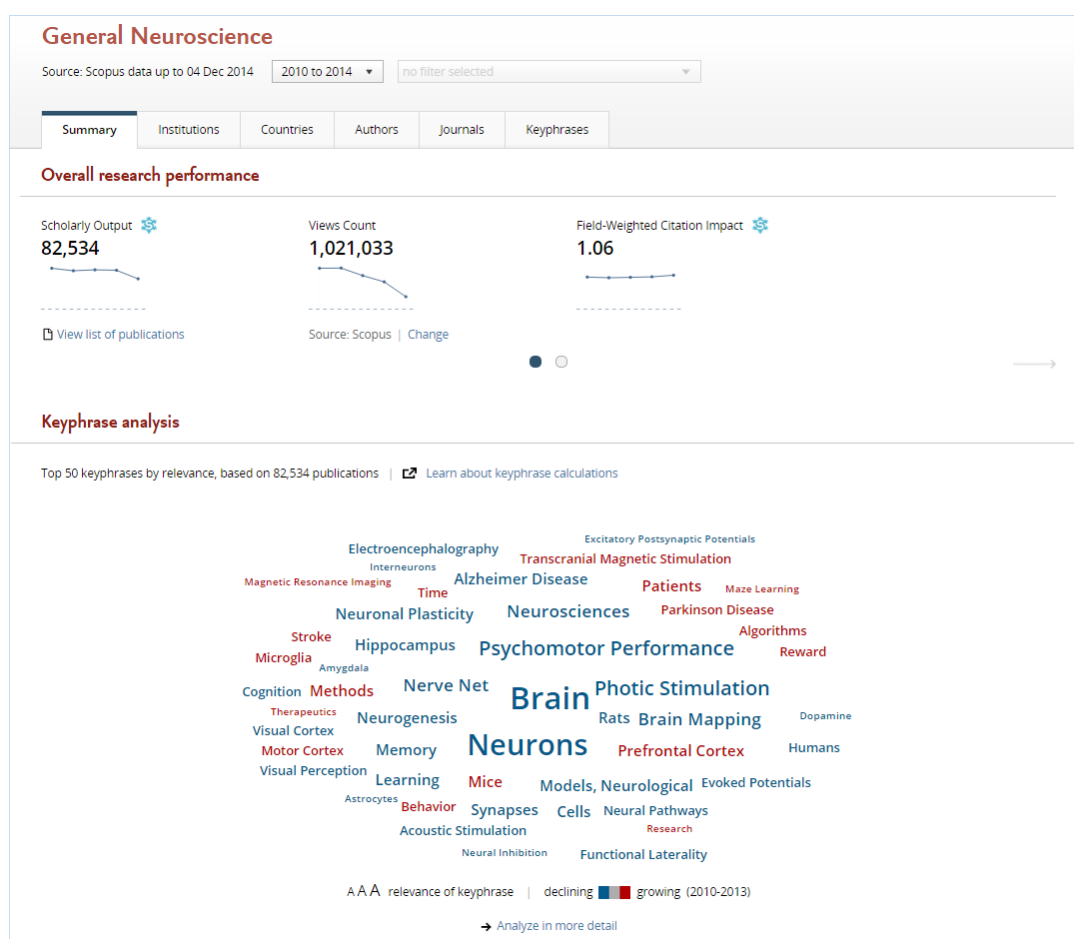 General Neuroscience
Source: Scopus data up to 04 Dec 2014 2010 to 2014 no filter selected
Summary Institutions Countries Authors Journals Keyphrases
Overall research performance
Scholarly Output Views Count Field-Weighted Citation Impact
82,534 1,021,033 1.06
View list of publications Source: Scopus | Change
Keyphrase analysis
Top 50 keyphrases by relevance, based on 82,534 publications | Learn about keyphrase calculations
Excitatory Postsynaptic Potentials
Electroencephalography
Transcranial Magnetic Stimulation
Interneurons
Magnetic Resonance Imaging
Alzheimer Disease
Time
Patients
Maze Learning
Neuronal Plasticity
Neurosciences
Parkinson Disease
Algorithms
Stroke
Hippocampus
Psychomotor Performance
Reward
Microglia
Amygdala
Cognition
Methods
Nerve Net
Brain
Photic Stimulation
Therapeutics
Neurogenesis
Rats
Brain Mapping
Dopamine
Visual Cortex
Motor Cortex
Memory
Neurons
Prefrontal Cortex
Humans
Visual Perception
Learning
Mice
Models, Neurological
Evoked Potentials
Astrocytes
Behavior
Synapses
Cells
Neural Pathways
Acoustic Stimulation
Research
Neural Inhibition
Functional Laterality
A A A relevance of keyphrase | declining growing (2010-2013)
Analyze in more detail